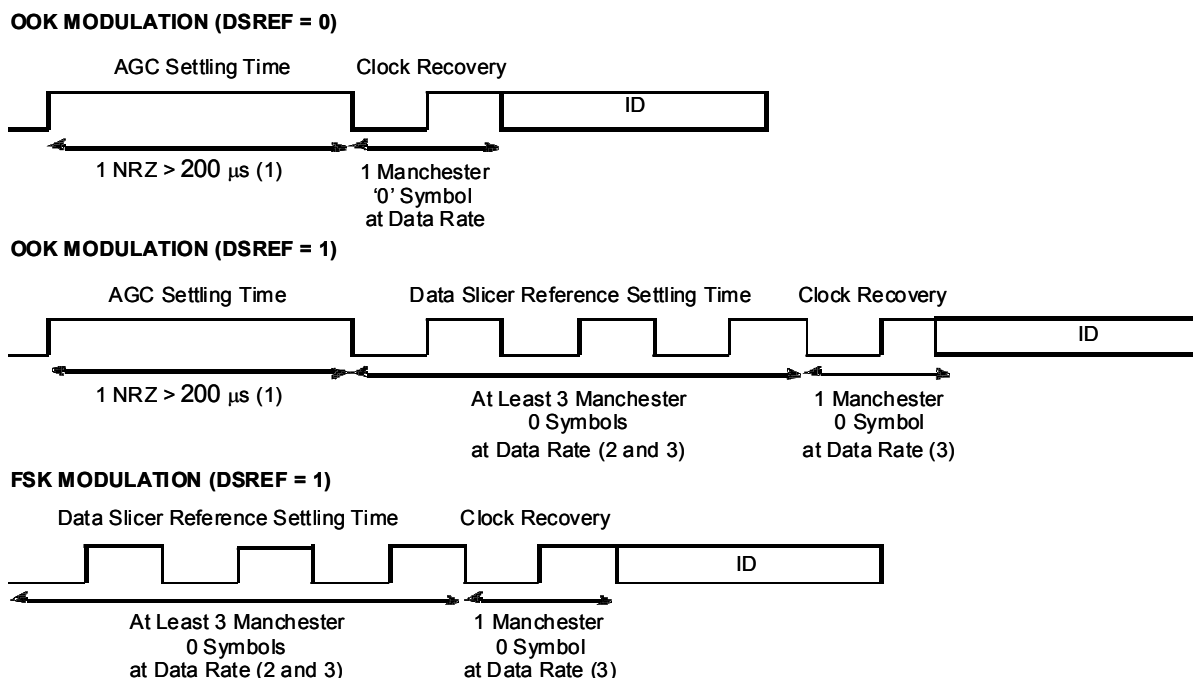 OOK MODULATION (DSREF = 0)
AGC Settling Time
Clock Recovery
ID
1 NRZ > 200 μs (1)
1 Manchester
‘0’ Symbol
at Data Rate
OOK MODULATION (DSREF = 1)
AGC Settling Time
Data Slicer Reference Settling Time
Clock Recovery
ID
1 NRZ > 200 μs (1)
At Least 3 Manchester
0 Symbols
at Data Rate (2 and 3)
1 Manchester
0 Symbol
at Data Rate (3)
FSK MODULATION (DSREF = 1)
Data Slicer Reference Settling Time
Clock Recovery
ID
At Least 3 Manchester
0 Symbols
at Data Rate (2 and 3)
1 Manchester
0 Symbol
at Data Rate (3)